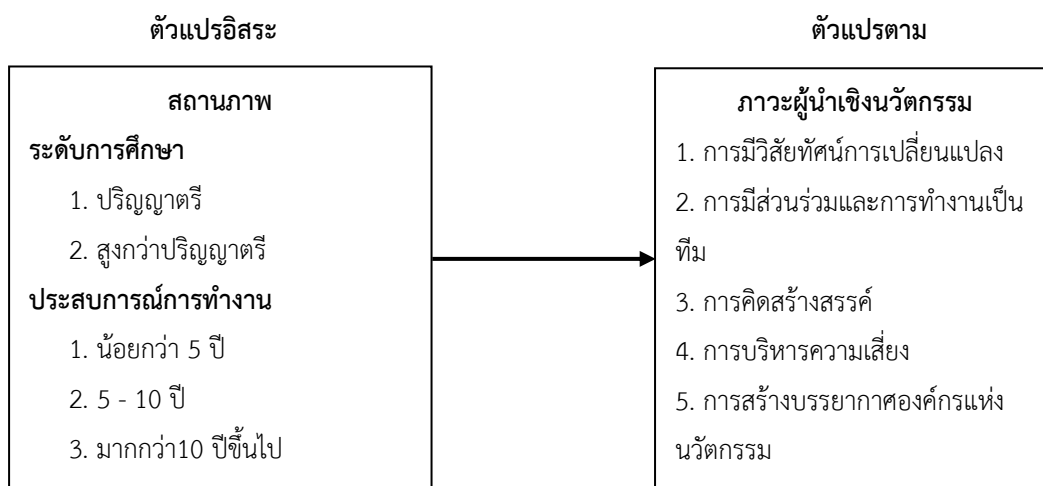 ตัวแปรอิสระ
สถานภาพ
ระดับการศึกษา
1. ปริญญาตรี
2. สูงกว่าปริญญาตรี
ประสบการณ์การทำงาน
1. น้อยกว่า 5 ปี
2. 5 - 10 ปี
3. มากกว่า10 ปีขึ้นไป
ตัวแปรตาม
ภาวะผู้นำเชิงนวัตกรรม
1. การมีวิสัยทัศน์การเปลี่ยนแปลง
2. การมีส่วนร่วมและการทำงานเป็น
ทีม
3. การคิดสร้างสรรค์
4. การบริหารความเสี่ยง
5. การสร้างบรรยากาศองค์กรแห่ง
นวัตกรรม